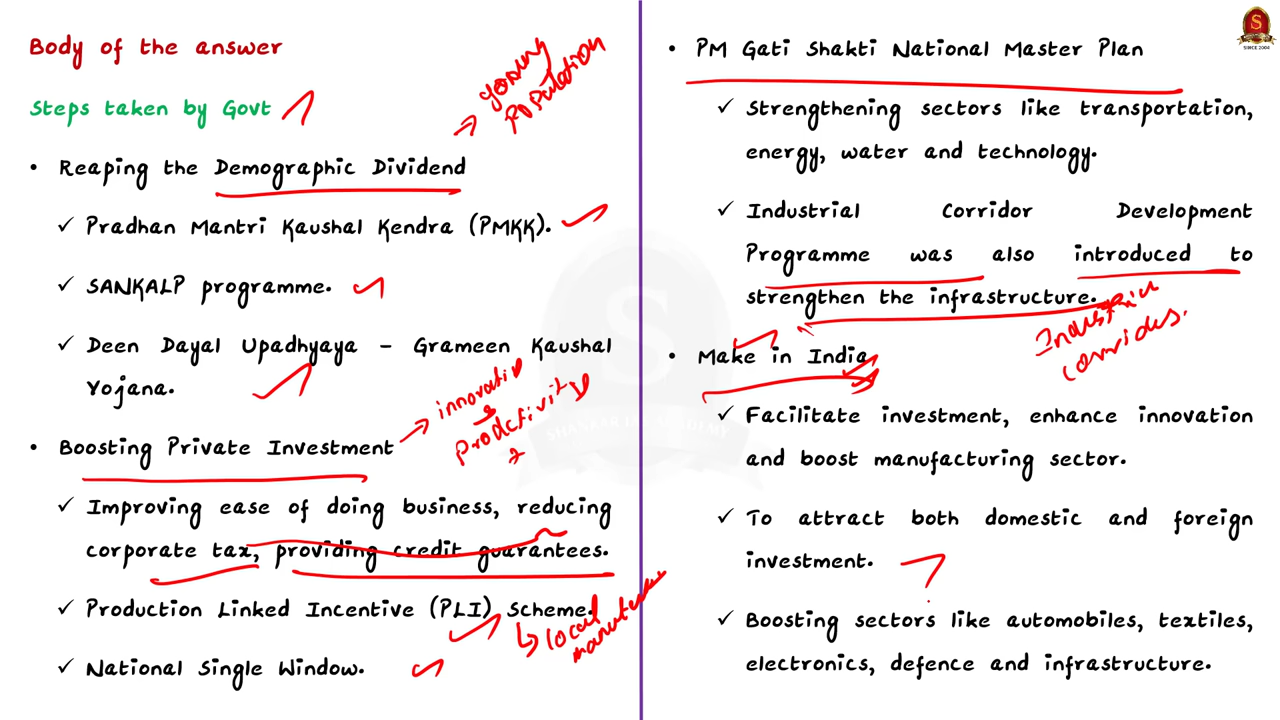 Body of the answer
Steps taken by Govt
→ young
population
• Reaping the Demographic Dividend
✓ Pradhan Mantri Kaushal Kendra (PMKK).
✓ SANKALP programme.
✓ Deen Dayal Upadhyaya - Grameen Kaushal
Yojana.
• Boosting Private Investment
→ innovation
&
✓ Improving ease of doing business, reducing
corporate tax, providing credit guarantees.
✓ Production Linked Incentive (PLI) Scheme.
↳ local
✓ National Single Window.
• PM Gati Shakti National Master Plan
✓ Strengthening sectors like transportation,
energy, water and technology.
✓ Industrial Corridor Development
Programme was also introduced to
strengthen the infrastructure.
• Make in India
✓ Facilitate investment, enhance innovation
and boost manufacturing sector.
✓ To attract both domestic and foreign
investment.
✓ Boosting sectors like automobiles, textiles,
electronics, defence and infrastructure.
S
SINCE 2004